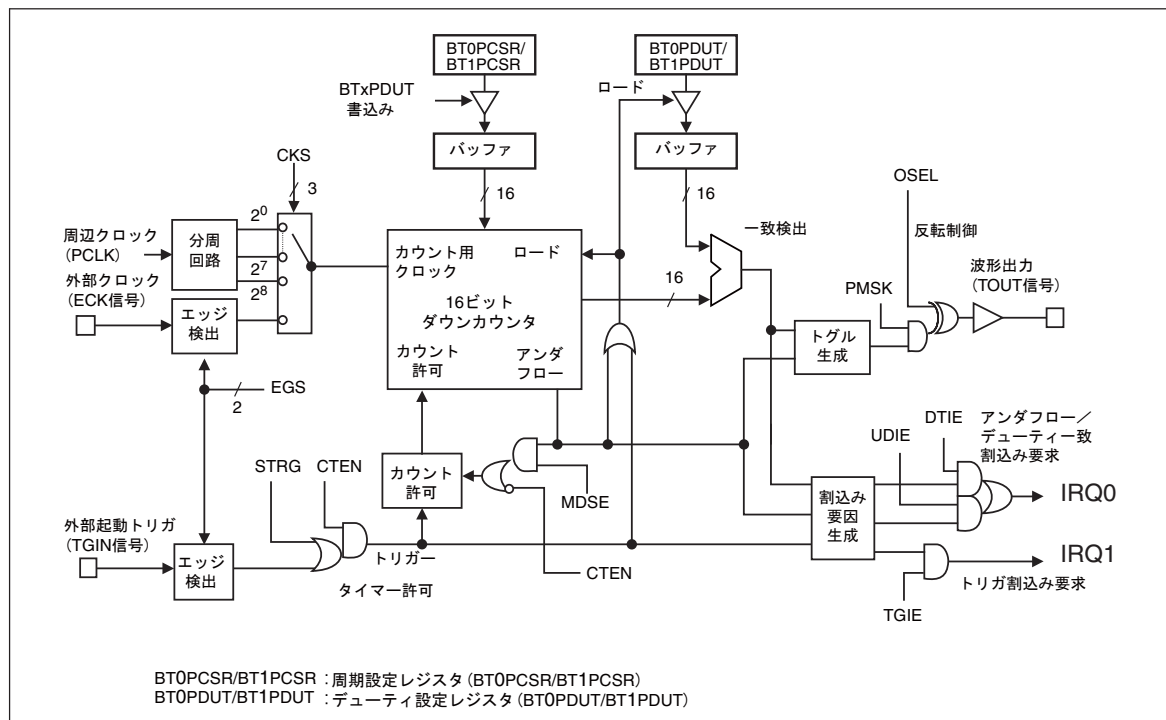 BT0PCSR/
BT1PCSR
BT0PDUT/
BT1PDUT
BTxPDUT
書込み
ロード
バッファ
バッファ
CKS
3
16
16
OSEL
2⁰
周辺クロック
(PCLK)
分周
回路
2⁷
外部クロック
(ECK信号)
2⁸
エッジ
検出
カウント用
クロック
ロード
16ビット
ダウンカウンタ
カウント
許可
アンダ
フロー
16
一致検出
反転制御
波形出力
(TOUT信号)
PMSK
トグル
生成
EGS
2
STRG
CTEN
カウント
許可
MDSE
UDIE
DTIE
アンダフロー/
デューティ一致
割込み要求
割込み
要因
生成
IRQ0
外部起動トリガ
(TGIN信号)
エッジ
検出
トリガー
タイマー許可
CTEN
IRQ1
トリガ割込み要求
TGIE
BT0PCSR/BT1PCSR : 周期設定レジスタ(BT0PCSR/BT1PCSR)
BT0PDUT/BT1PDUT : デューティ設定レジスタ(BT0PDUT/BT1PDUT)